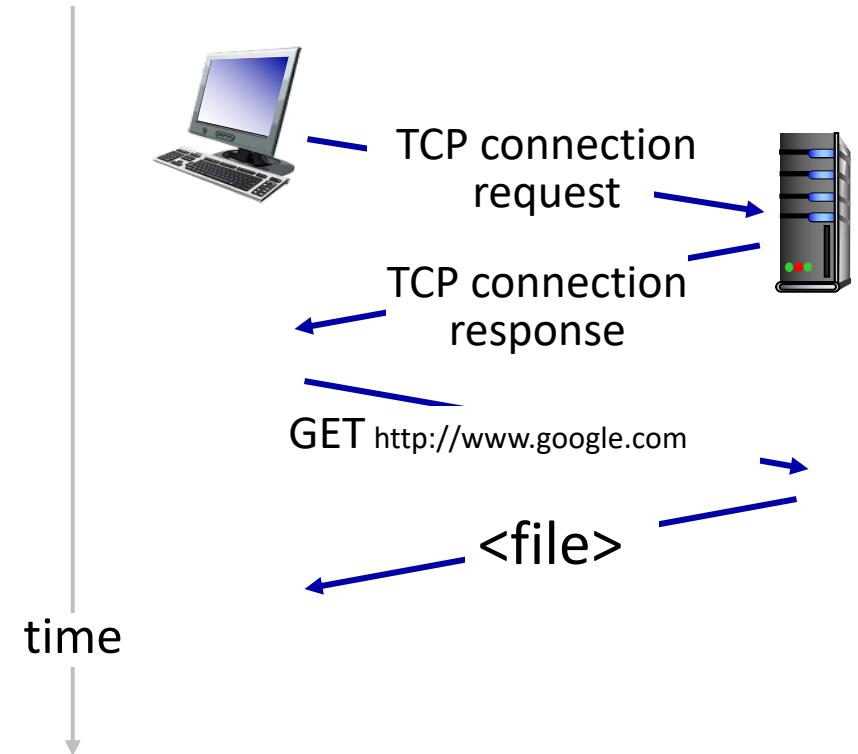 TCP connection
request
TCP connection
response
GET http://www.google.com
<file>
time